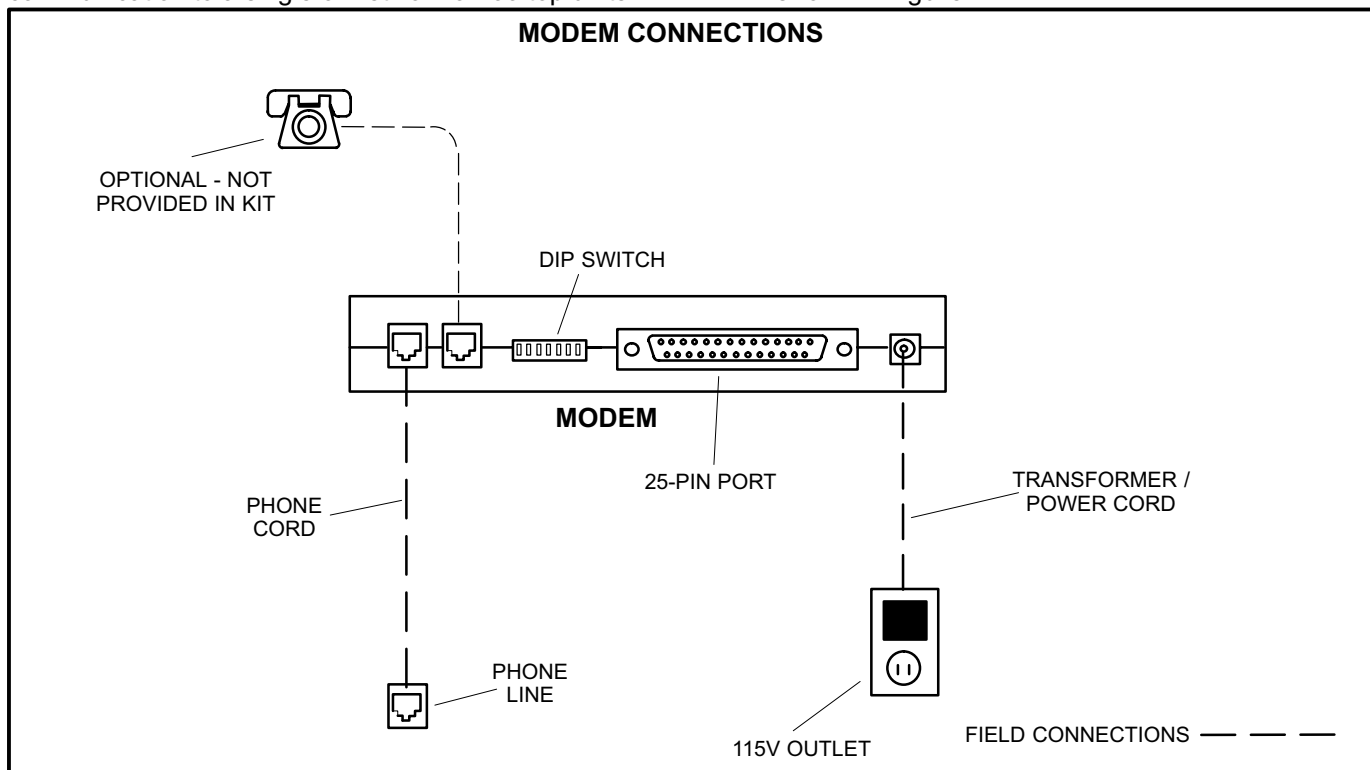 MODEM CONNECTIONS
OPTIONAL - NOT
PROVIDED IN KIT
DIP SWITCH
MODEM
25-PIN PORT
TRANSFORMER /
POWER CORD
PHONE
CORD
PHONE
LINE
115V OUTLET
FIELD CONNECTIONS